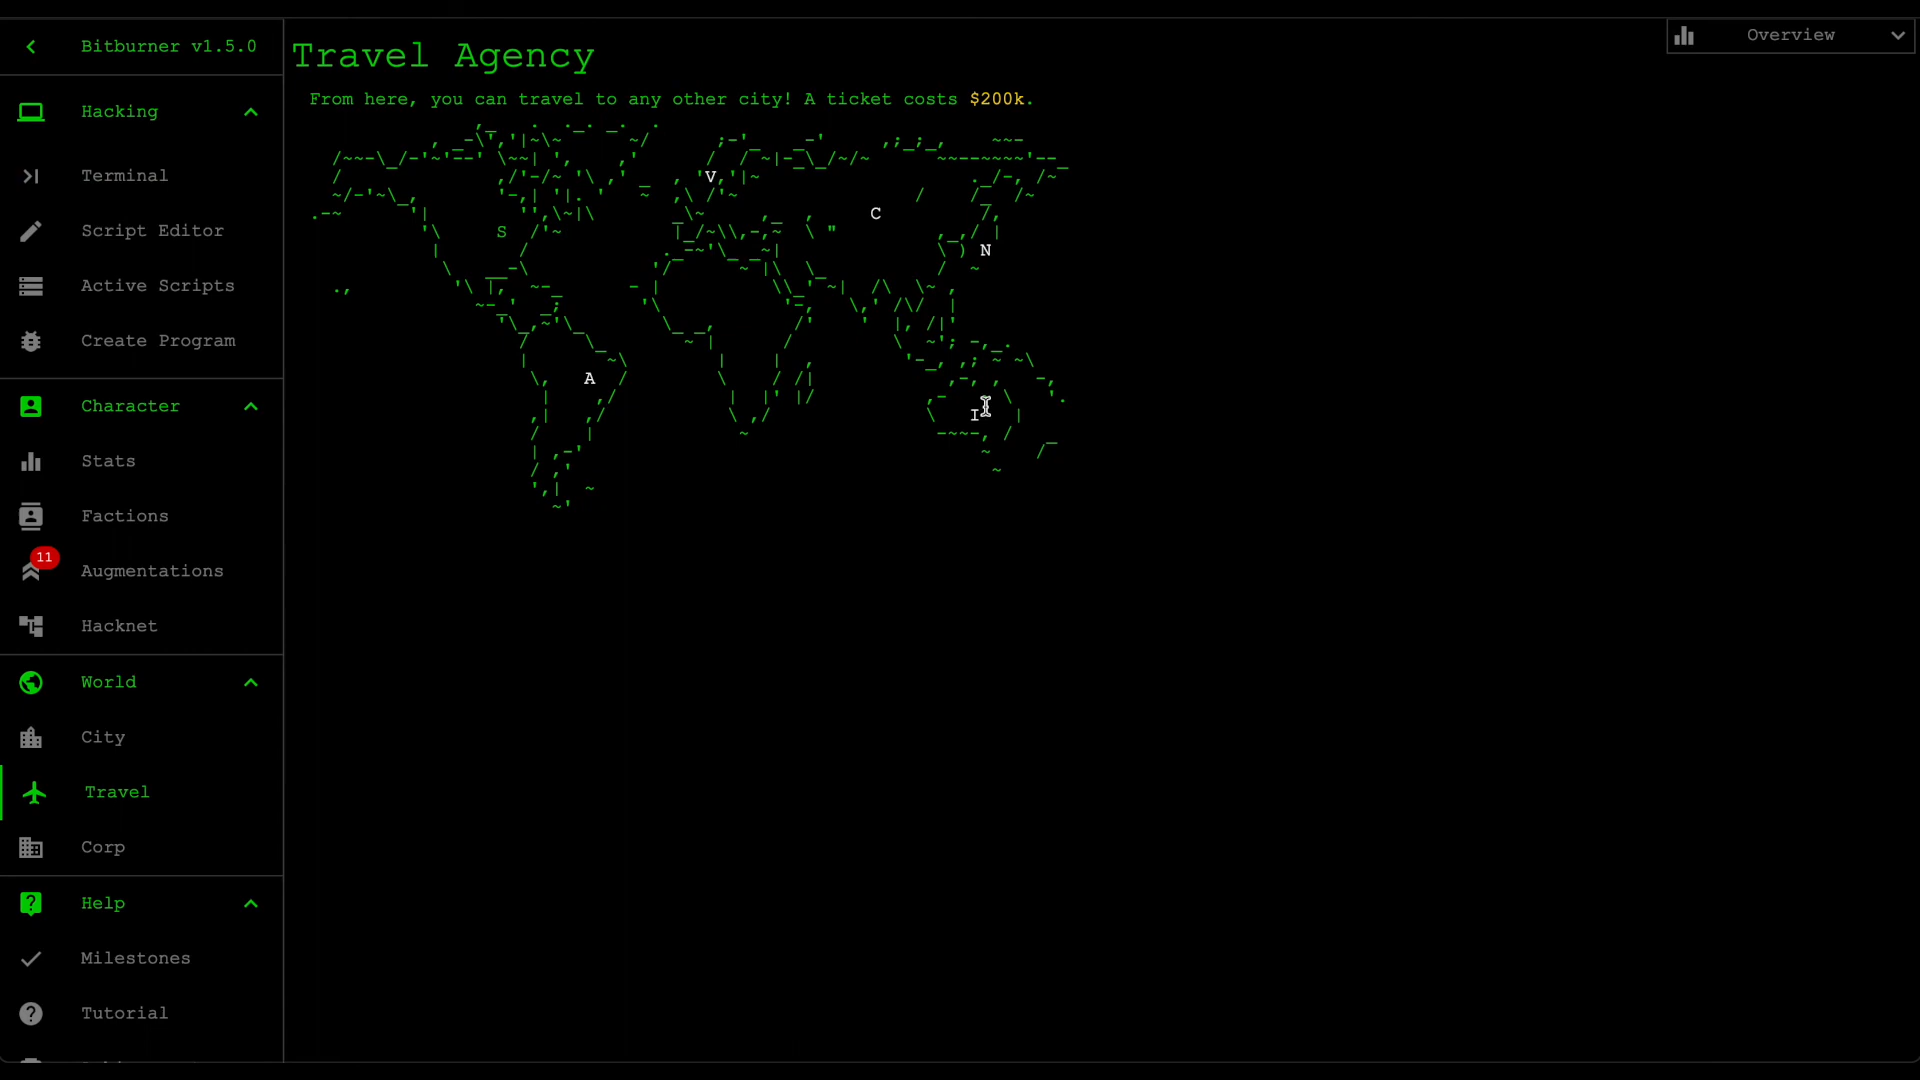 Bitburner v1.5.0
Hacking
Terminal
Script Editor
Active Scripts
Create Program
Character
Stats
Factions
11
Augmentations
Hacknet
World
City
Travel
Corp
Help
Milestones
Tutorial
Travel Agency
From here, you can travel to any other city! A ticket costs $200k.
V
C
S
N
A
I
Overview